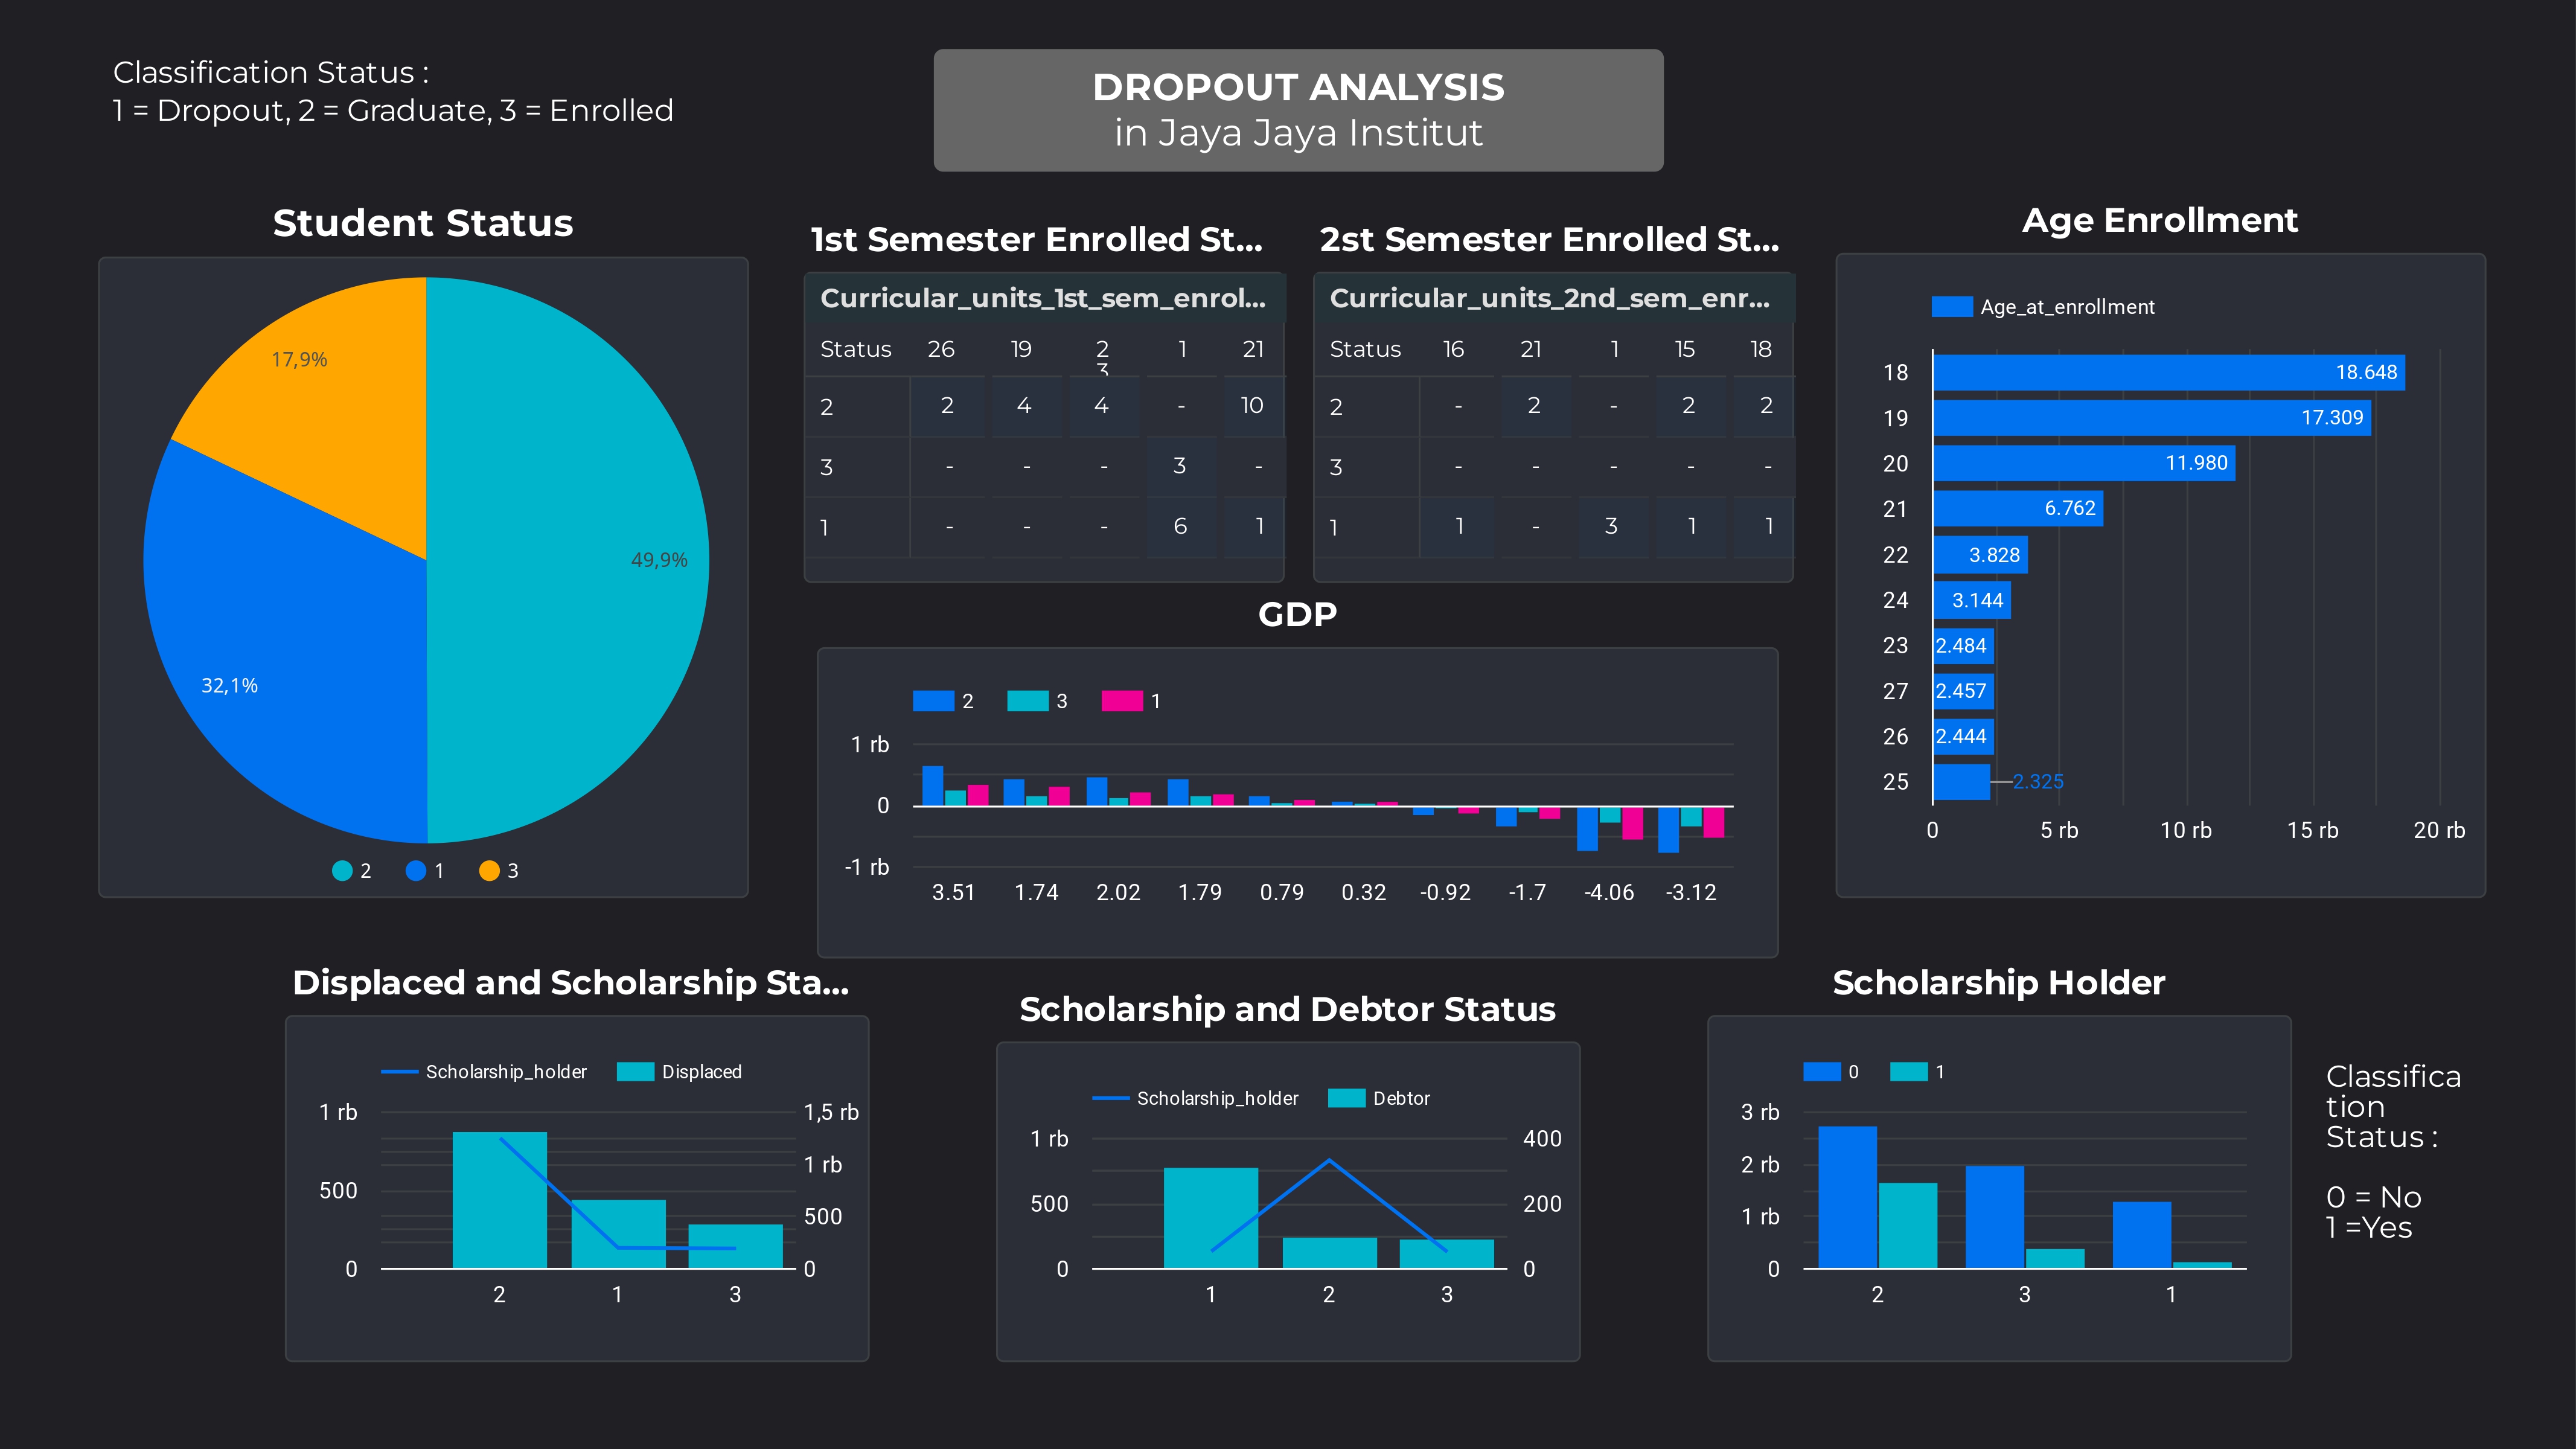 Classification Status :
1 = Dropout, 2 = Graduate, 3 = Enrolled
DROPOUT ANALYSIS
in Jaya Jaya Institut
Student Status
17,9%
49,9%
32,1%
2 1 3
1st Semester Enrolled St...
Curricular_units_1st_sem_enrol...
Status 26 19 23 1 21
2 2 4 4 - 10
3 - - - 3 -
1 - - - 6 1
2st Semester Enrolled St...
Curricular_units_2nd_sem_enr...
Status 16 21 1 15 18
2 - 2 - 2 2
3 - - - - -
1 1 - 3 1 1
Age Enrollment
Age_at_enrollment
18 18.648
19 17.309
20 11.980
21 6.762
22 3.828
24 3.144
23 2.484
27 2.457
26 2.444
25 2.325
0 5 rb 10 rb 15 rb 20 rb
GDP
2 3 1
1 rb
0
-1 rb
3.51 1.74 2.02 1.79 0.79 0.32 -0.92 -1.7 -4.06 -3.12
Displaced and Scholarship Sta...
Scholarship_holder Displaced
1 rb 1,5 rb
1 rb
500 500
0 0
2 1 3
Scholarship and Debtor Status
Scholarship_holder Debtor
1 rb 400
500 200
0 0
1 2 3
Scholarship Holder
0 1
3 rb
2 rb
1 rb
0
2 3 1
Classifica
tion
Status :
0 = No
1 =Yes